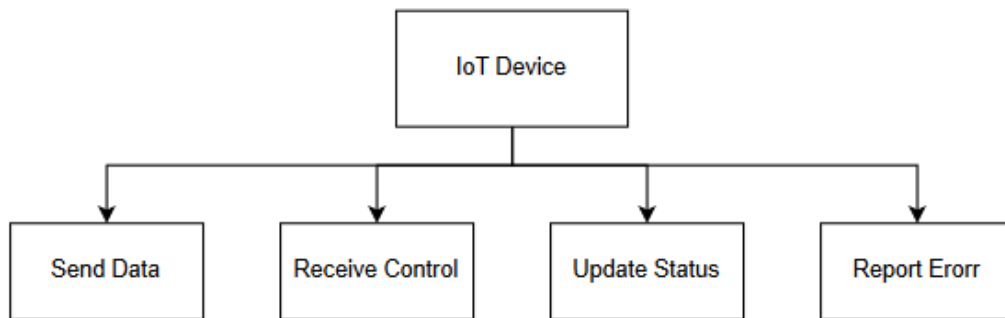 IoT Device
Send Data
Receive Control
Update Status
Report Erorr